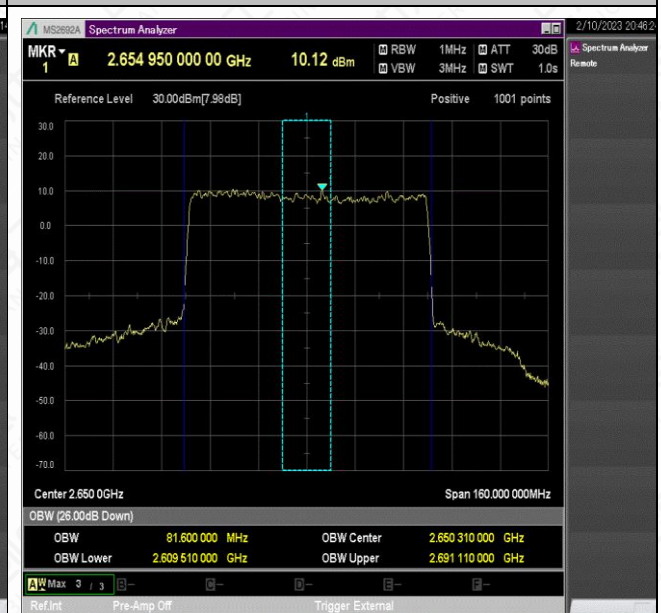 MS2692A Spectrum Analyzer
2/10/2023 20:46:2
MKR 1 A 2.654 950 000 00 GHz 10.12 dBm
M RBW 1MHz M ATT 30dB
M VBW 3MHz M SWT 1.0s
Spectrum Analyzer
Remote
Reference Level 30.00dBm[7.98dB] Positive 1001 points
1
30.0
20.0
10.0
0.0
-10.0
-20.0
-30.0
-40.0
-50.0
-60.0
-70.0
Center 2.650 0GHz Span 160.000 000MHz
OBW (26.00dB Down)
OBW 81.600 000 MHz OBW Center 2.650 310 000 GHz
OBW Lower 2.609 510 000 GHz OBW Upper 2.691 110 000 GHz
A W Max 3 / 3 B- C- D- E- F-
Ref.Int Pre-Amp Off Trigger External